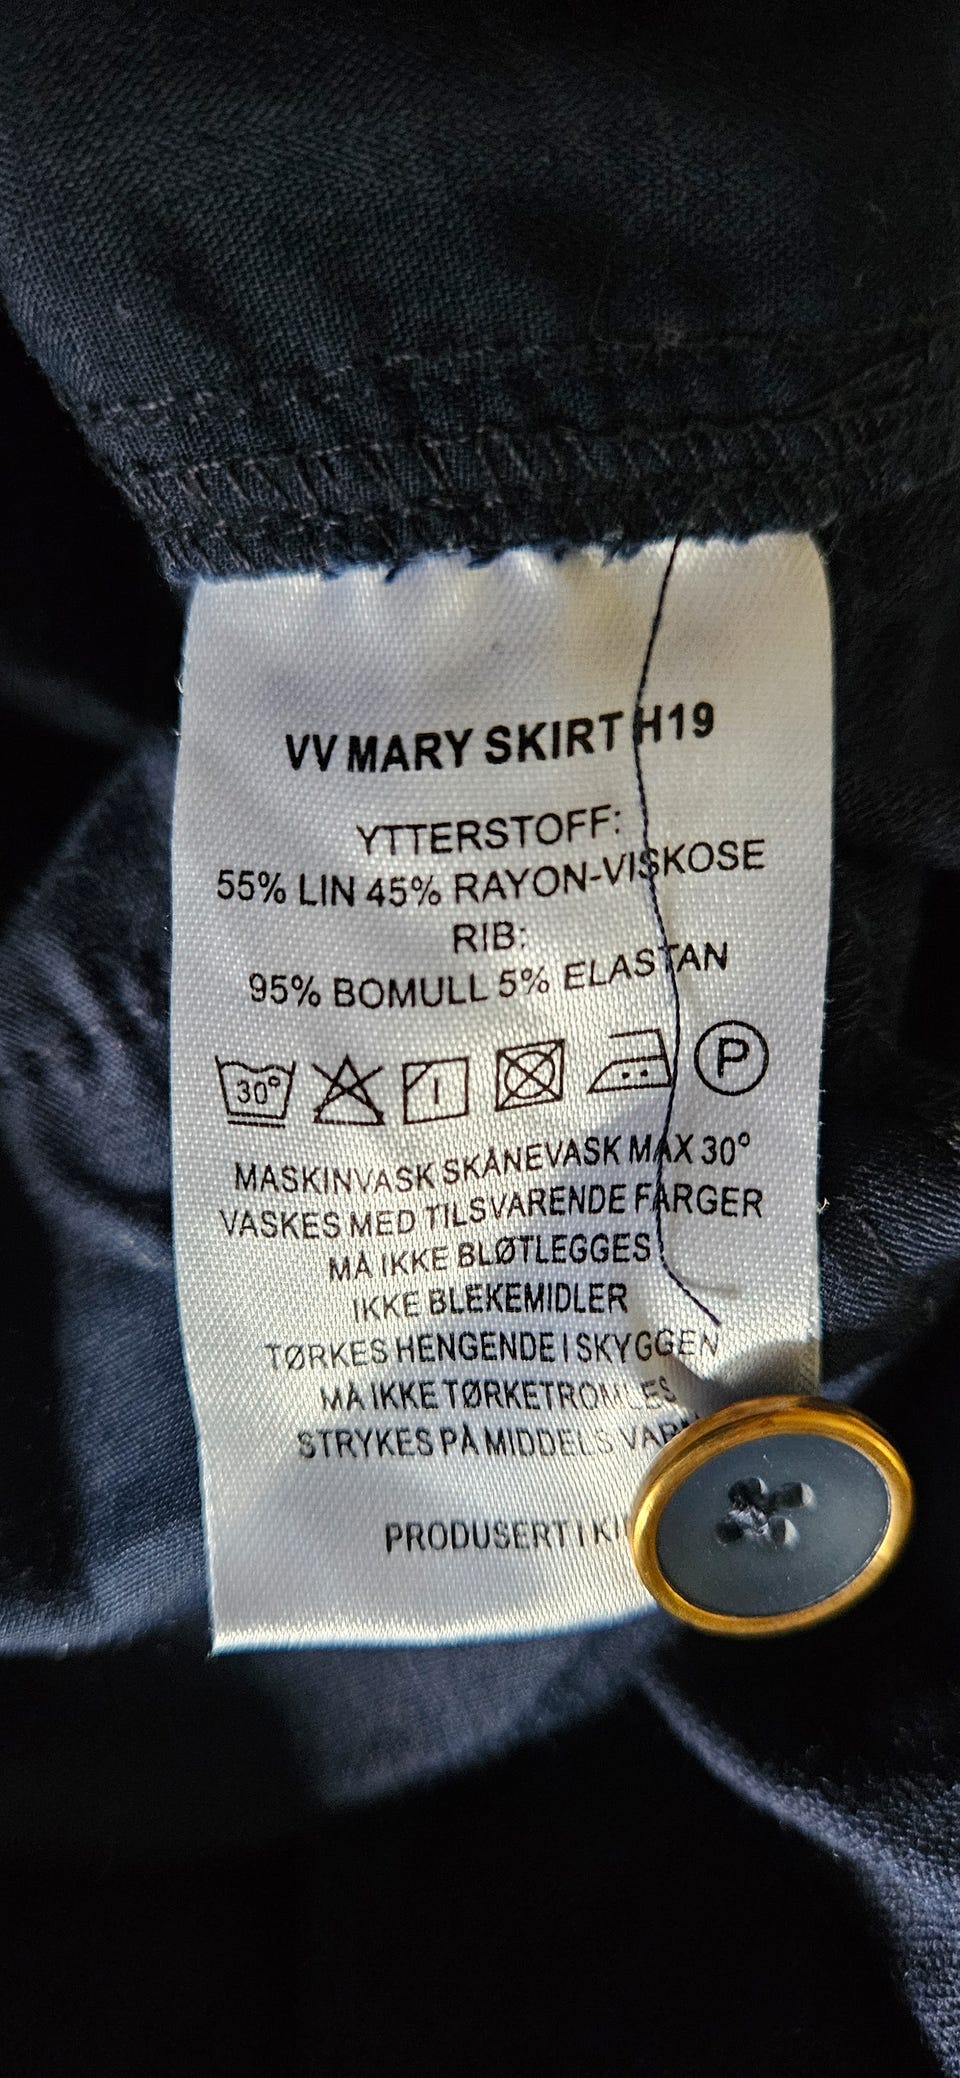 VV MARY SKIRT H19
YTTERSTOFF:
55% LIN 45% RAYON-VISKOSE
RIB:
95% BOMULL 5% ELASTAN
30° P
MASKINVASK SKÅNEVASK MAX 30°
VASKES MED TILSVARENDE FARGER
MÅ IKKE BLØTLEGGES
IKKE BLEKEMIDLER
TØRKES HENGENDE I SKYGGEN
MÅ IKKE TØRKETROMLES
STRYKES PÅ MIDDELS
PRODUSERT I